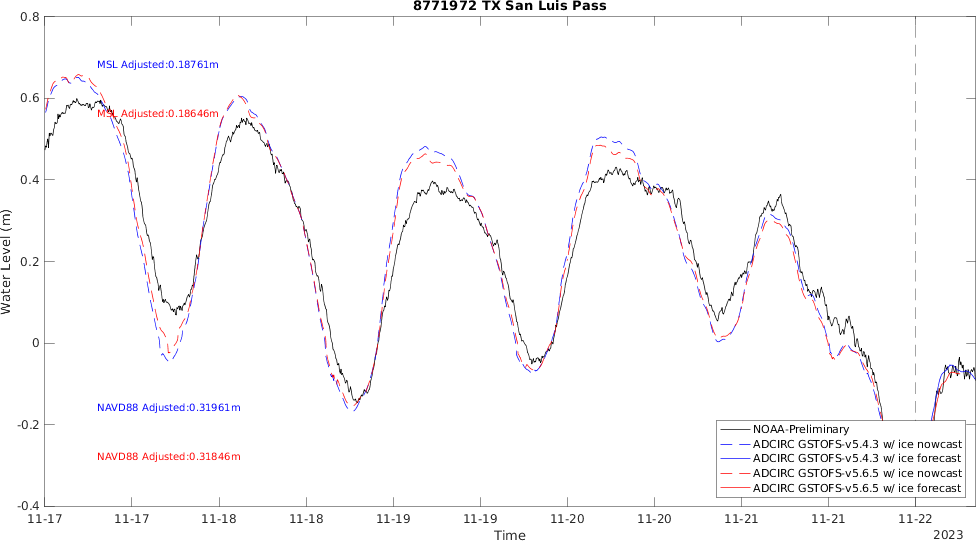 8771972 TX San Luis Pass
0.8
0.6
0.4
0.2
0
-0.2
-0.4
Water Level (m)
MSL Adjusted:0.18761m
MSL Adjusted:0.18646m
NAVD88 Adjusted:0.31961m
NAVD88 Adjusted:0.31846m
NOAA-Preliminary
ADCIRC GSTOFS-v5.4.3 w/ ice nowcast
ADCIRC GSTOFS-v5.4.3 w/ ice forecast
ADCIRC GSTOFS-v5.6.5 w/ ice nowcast
ADCIRC GSTOFS-v5.6.5 w/ ice forecast
11-17 11-17 11-18 11-18 11-19 11-19 11-20 11-20 11-21 11-21 11-22
Time
2023